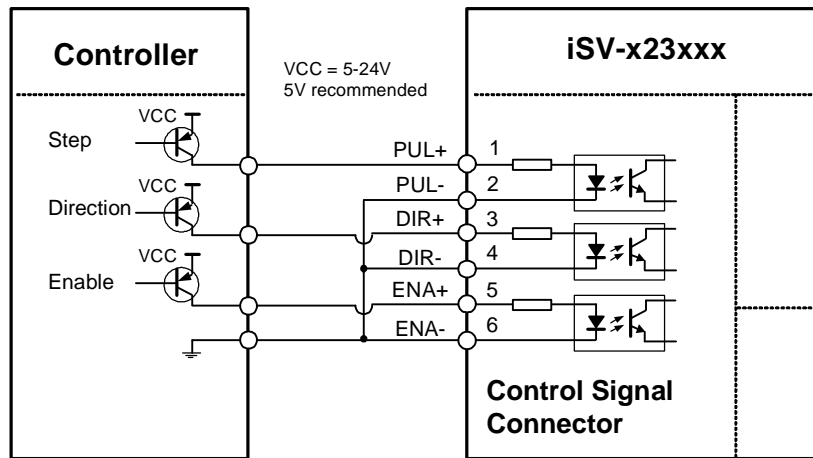 Controller
VCC = 5-24V
5V recommended
iSV-x23xxx
VCC
Step
PUL+
1
PUL-
2
VCC
Direction
DIR+
3
DIR-
4
VCC
Enable
ENA+
5
ENA-
6
Control Signal
Connector